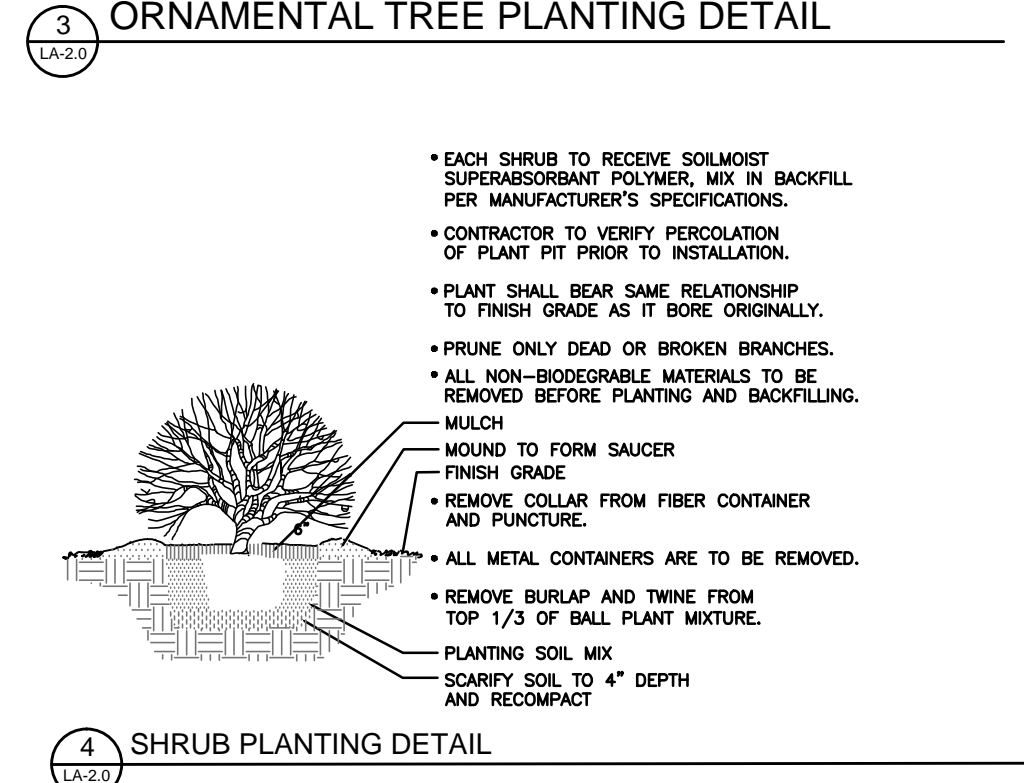 3
LA-2.0
ORNAMENTAL TREE PLANTING DETAIL
• EACH SHRUB TO RECEIVE SOILMOIST
SUPERABSORBANT POLYMER, MIX IN BACKFILL
PER MANUFACTURER'S SPECIFICATIONS.
• CONTRACTOR TO VERIFY PERCOLATION
OF PLANT PIT PRIOR TO INSTALLATION.
• PLANT SHALL BEAR SAME RELATIONSHIP
TO FINISH GRADE AS IT BORE ORIGINALLY.
• PRUNE ONLY DEAD OR BROKEN BRANCHES.
• ALL NON-BIODEGRABLE MATERIALS TO BE
REMOVED BEFORE PLANTING AND BACKFILLING.
MULCH
MOUND TO FORM SAUCER
FINISH GRADE
• REMOVE COLLAR FROM FIBER CONTAINER
AND PUNCTURE.
6"
• ALL METAL CONTAINERS ARE TO BE REMOVED.
• REMOVE BURLAP AND TWINE FROM
TOP 1/3 OF BALL PLANT MIXTURE.
PLANTING SOIL MIX
SCARIFY SOIL TO 4" DEPTH
AND RECOMPACT
4
LA-2.0
SHRUB PLANTING DETAIL